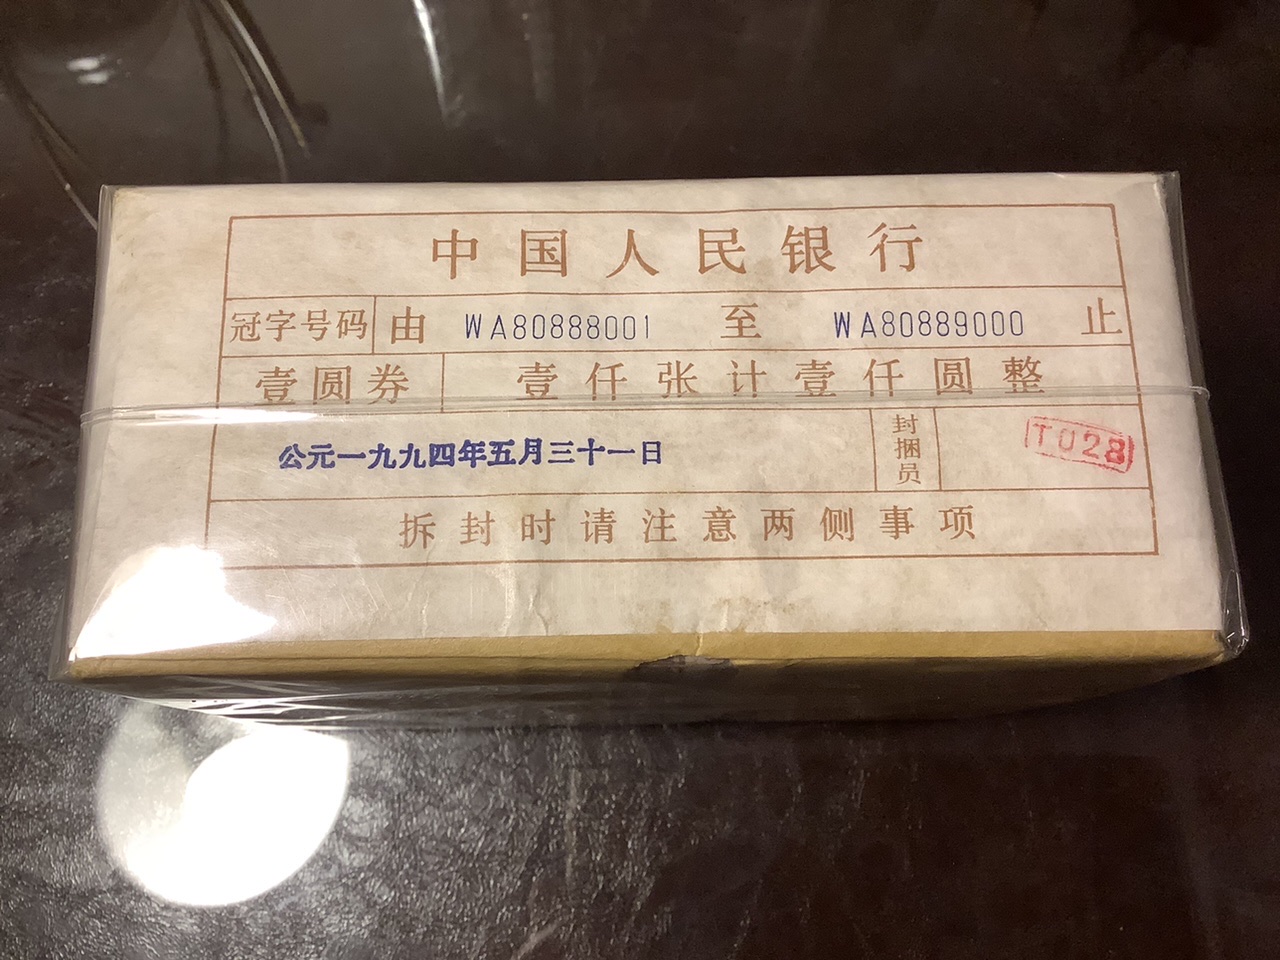 中国人民银行
冠字号码 由 WA80888001 至 WA80889000 止
壹圆券 壹仟张计壹仟圆整
公元一九九四年五月三十一日 封捆员 T028
拆封时请注意两侧事项